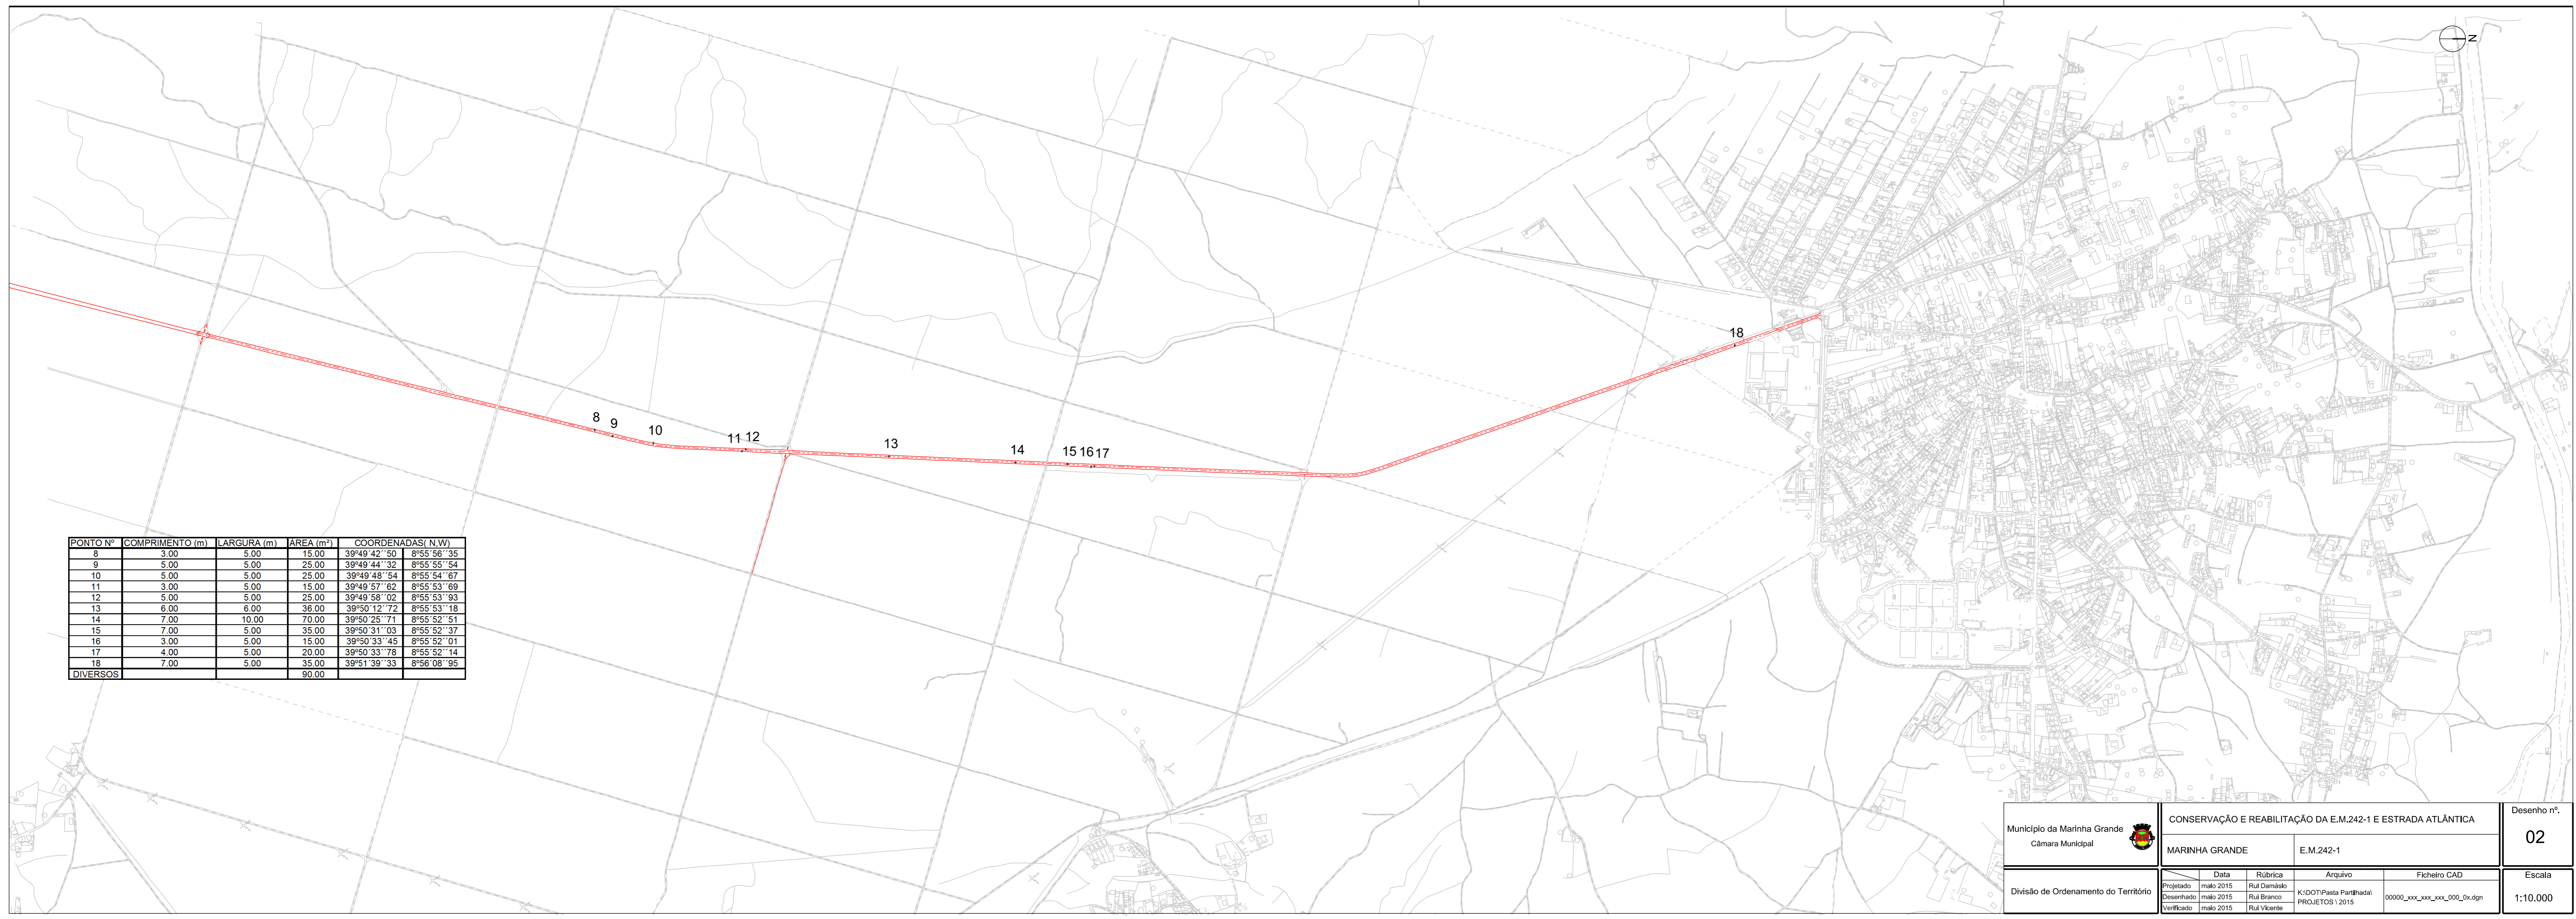 N
18
8
9
10
11 12
13
14
15 16 17
PONTO Nº COMPRIMENTO (m) LARGURA (m) ÁREA (m²) COORDENADAS( N,W)
8 3.00 5.00 15.00 39º49´42´´50 8º55´56´´35
9 5.00 5.00 25.00 39º49´44´´32 8º55´55´´54
10 5.00 5.00 25.00 39º49´48´´54 8º55´54´´67
11 3.00 5.00 15.00 39º49´57´´62 8º55´53´´69
12 5.00 5.00 25.00 39º49´58´´02 8º55´53´´93
13 6.00 6.00 36.00 39º50´12´´72 8º55´53´´18
14 7.00 10.00 70.00 39º50´25´´71 8º55´52´´51
15 7.00 5.00 35.00 39º50´31´´03 8º55´52´´37
16 3.00 5.00 15.00 39º50´33´´45 8º55´52´´01
17 4.00 5.00 20.00 39º50´33´´78 8º55´52´´14
18 7.00 5.00 35.00 39º51´39´´33 8º56´08´´95
DIVERSOS 90.00
Município da Marinha Grande
Câmara Municipal
Divisão de Ordenamento do Território
CONSERVAÇÃO E REABILITAÇÃO DA E.M.242-1 E ESTRADA ATLÂNTICA
MARINHA GRANDE E.M.242-1
Desenho nº.
02
Data Rúbrica Arquivo Ficheiro CAD
Projetado maio 2015 Rui Damásio
Desenhado maio 2015 Rui Branco
Verificado maio 2015 Rui Vicente
K:\DOT\Pasta Partilhada\
PROJETOS \ 2015
00000_xxx_xxx_xxx_000_0x.dgn
Escala
1:10.000